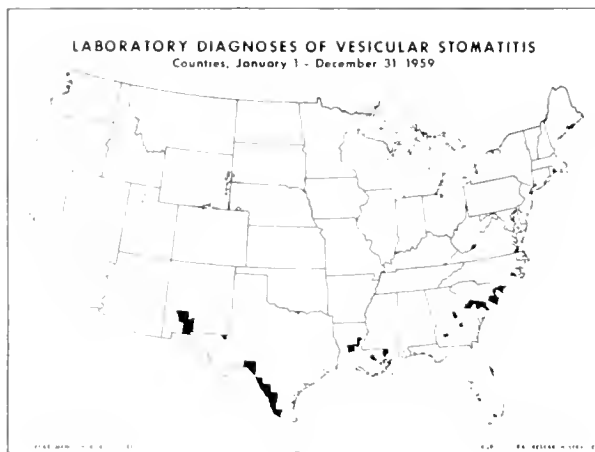 LABORATORY DIAGNOSES OF VESICULAR STOMATITIS
Counties, January 1 - December 31 1959